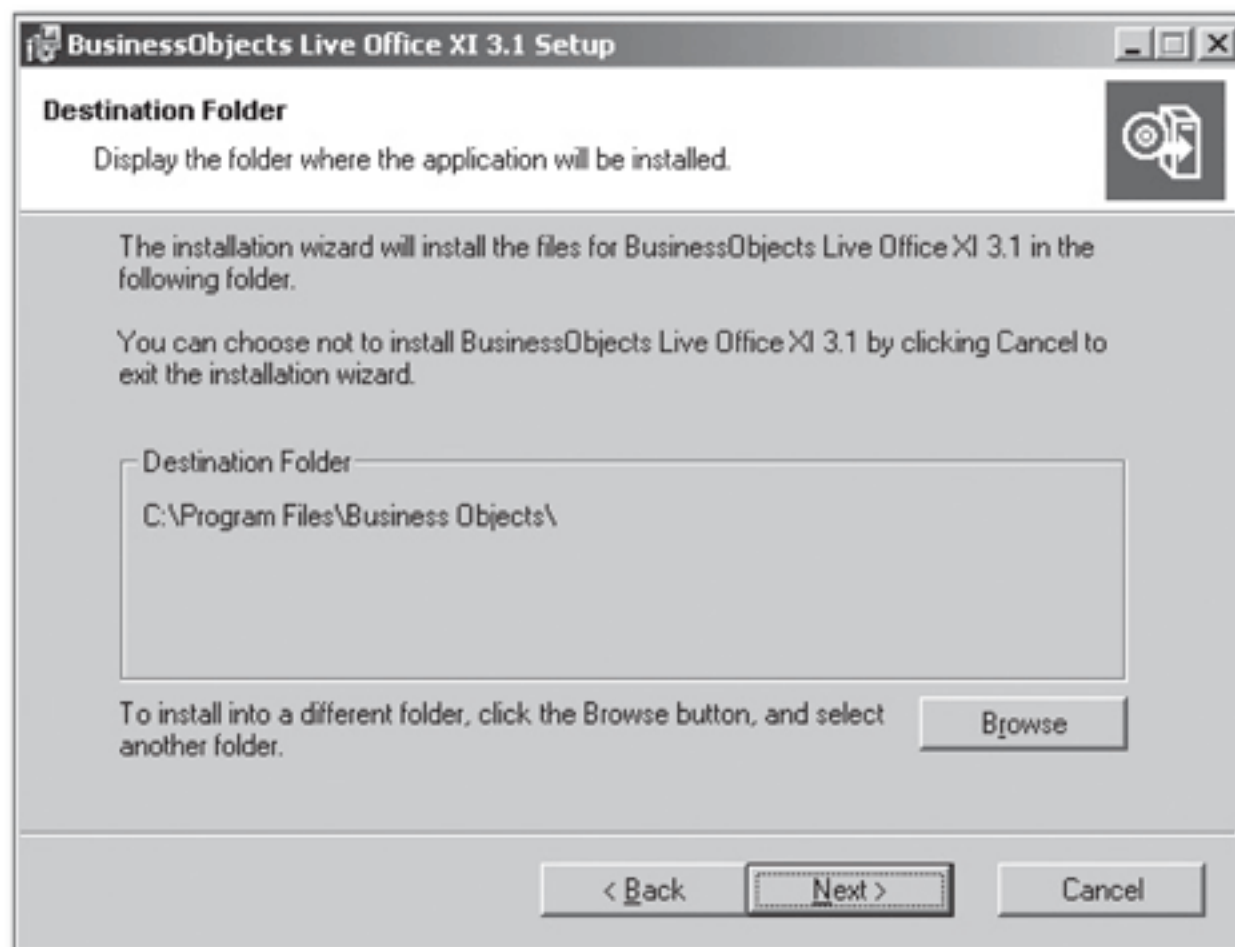 BusinessObjects Live Office XI 3.1 Setup
Destination Folder
Display the folder where the application will be installed.
The installation wizard will install the files for BusinessObjects Live Office XI 3.1 in the
following folder.
You can choose not to install BusinessObjects Live Office XI 3.1 by clicking Cancel to
exit the installation wizard.
Destination Folder
C:\Program Files\Business Objects\
To install into a different folder, click the Browse button, and select
another folder.
Browse
< Back
Next >
Cancel